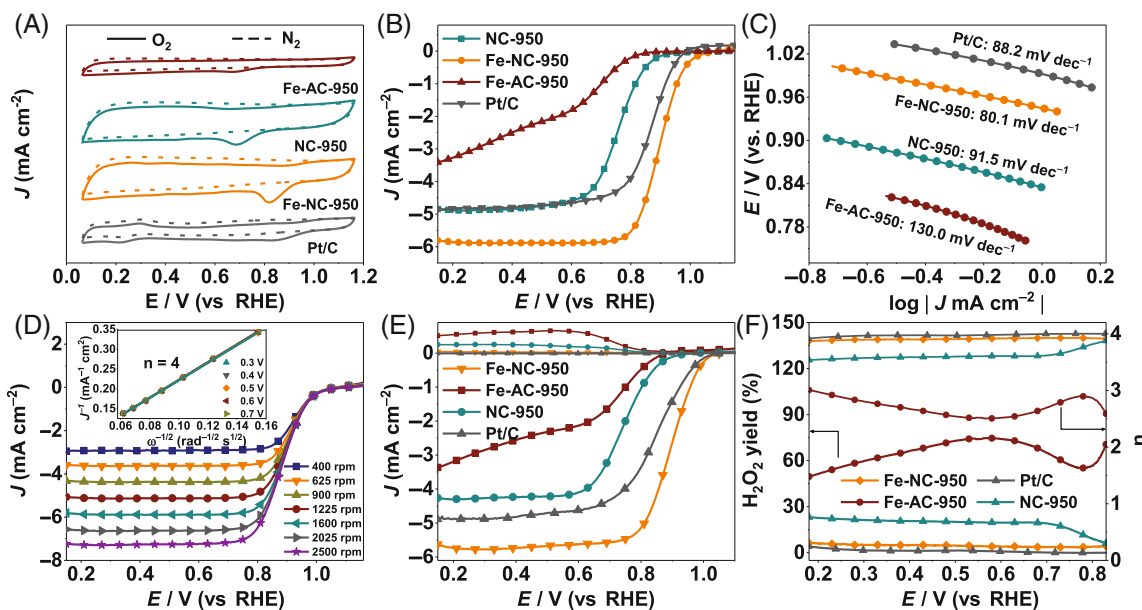 (A)
O2
N2
Fe-AC-950
NC-950
Fe-NC-950
Pt/C
J (mA cm−2)
0.0 0.2 0.4 0.6 0.8 1.0 1.2
E / V (vs RHE)
(B)
NC-950
Fe-NC-950
Fe-AC-950
Pt/C
0
−1
−2
−3
−4
−5
−6
J (mA cm−2)
0.2 0.4 0.6 0.8 1.0
E / V (vs RHE)
(C)
1.02
0.96
0.90
0.84
0.78
E / V (vs. RHE)
Pt/C: 88.2 mV dec−1
Fe-NC-950: 80.1 mV dec−1
NC-950: 91.5 mV dec−1
Fe-AC-950: 130.0 mV dec−1
−0.8 −0.4 0.0 0.2
log | J mA cm−2 |
(D)
2
0
−2
−4
−6
−8
J (mA cm−2)
0.35
0.30
0.25
0.20
0.15
J−1 (mA−1 cm2)
n = 4
0.3 V
0.4 V
0.5 V
0.6 V
0.7 V
0.06 0.08 0.10 0.12 0.14 0.16
ω−1/2 (rad−1/2 s1/2)
400 rpm
625 rpm
900 rpm
1225 rpm
1600 rpm
2025 rpm
2500 rpm
0.2 0.4 0.6 0.8 1.0
E / V (vs RHE)
(E)
0
0
−1
−2
−3
−4
−5
−6
J (mA cm−2)
Fe-NC-950
Fe-AC-950
NC-950
Pt/C
0.2 0.4 0.6 0.8 1.0
E / V (vs RHE)
(F)
150
120
90
60
30
0
H2O2 yield (%)
4
3
2
1
0
n
Fe-NC-950
Pt/C
Fe-AC-950
NC-950
0.2 0.3 0.4 0.5 0.6 0.7 0.8
E / V (vs RHE)